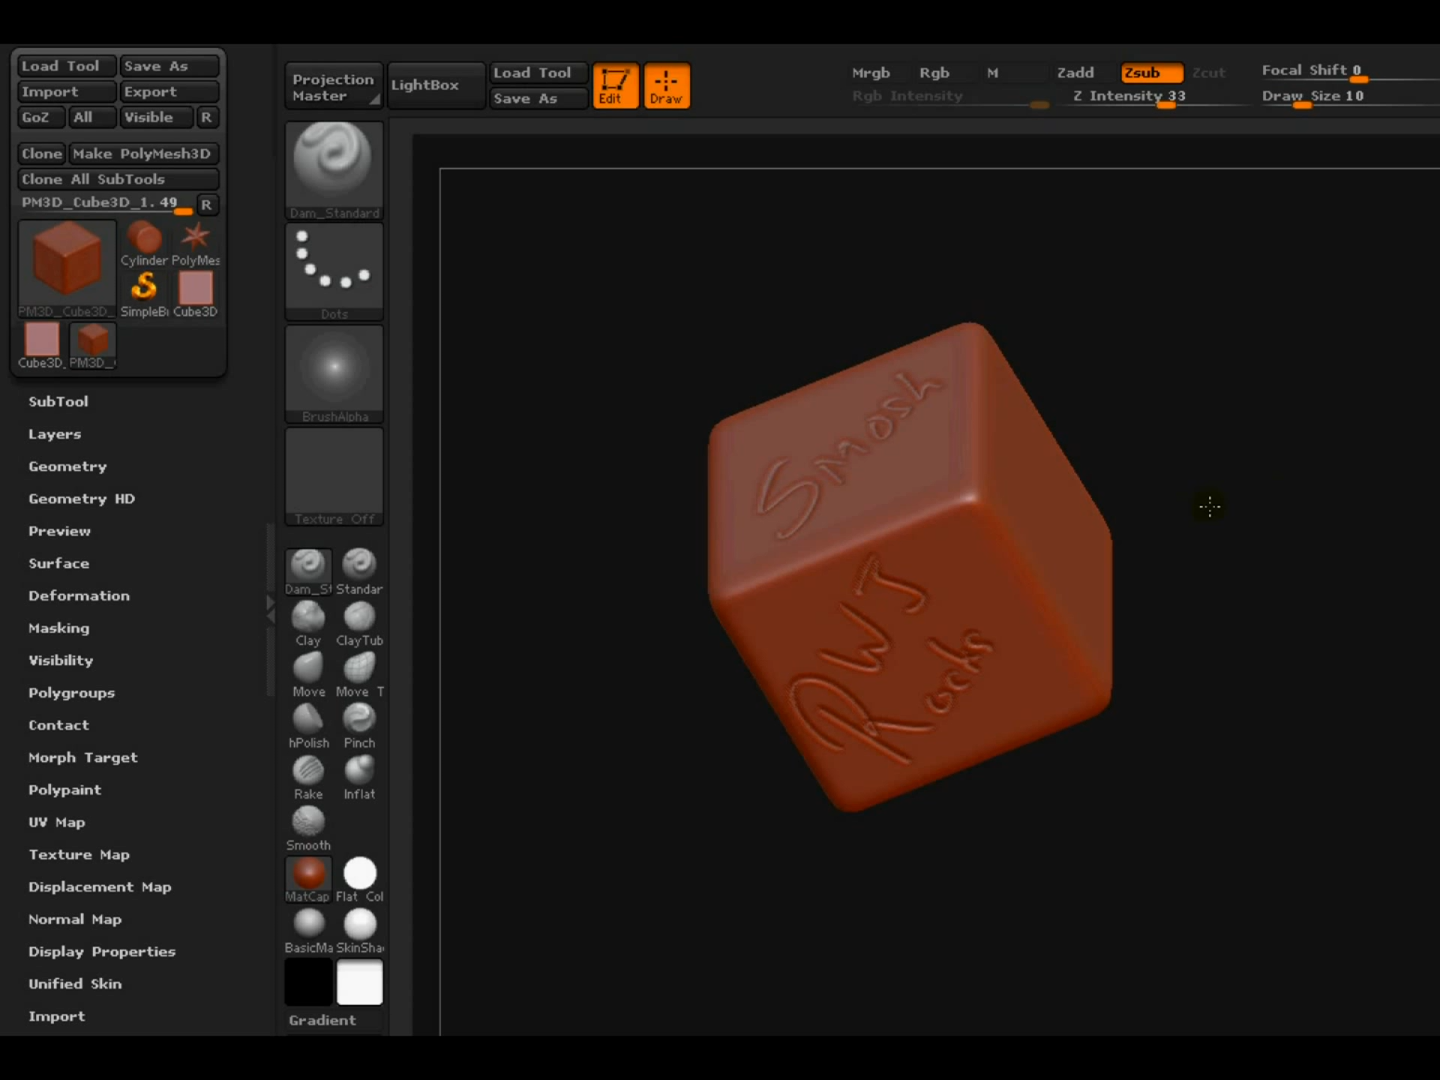 Load Tool Save As
Import Export
GoZ All Visible R
Clone Make PolyMesh3D
Clone All SubTools
PM3D_Cube3D_1. 49 R
Cylinder PolyMes
PM3D_Cube3D_ SimpleB Cube3D
Cube3D_ PM3D_
SubTool
Layers
Geometry
Geometry HD
Preview
Surface
Deformation
Masking
Visibility
Polygroups
Contact
Morph Target
Polypaint
UV Map
Texture Map
Displacement Map
Normal Map
Display Properties
Unified Skin
Import
Projection
Master
LightBox
Load Tool
Save As
Edit
Draw
Mrgb Rgb M Zadd Zsub Zcut
Rgb Intensity Z Intensity 33
Focal Shift 0
Draw Size 10
Dam_Standard
Dots
BrushAlpha
Texture Off
Dam_St Standar
Clay ClayTub
Move Move T
hPolish Pinch
Rake Inflat
Smooth
MatCap Flat Col
BasicMa SkinSha
Gradient
Smosh
RWJ
Rocks